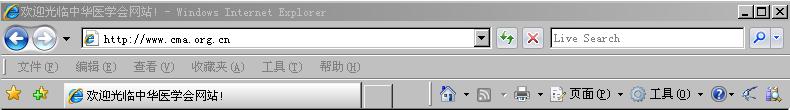 欢迎光临中华医学会网站! - Windows Internet Explorer
http://www.cma.org.cn
Live Search
文件(F) 编辑(E) 查看(V) 收藏夹(A) 工具(T) 帮助(H)
欢迎光临中华医学会网站! 页面(P) 工具(O)